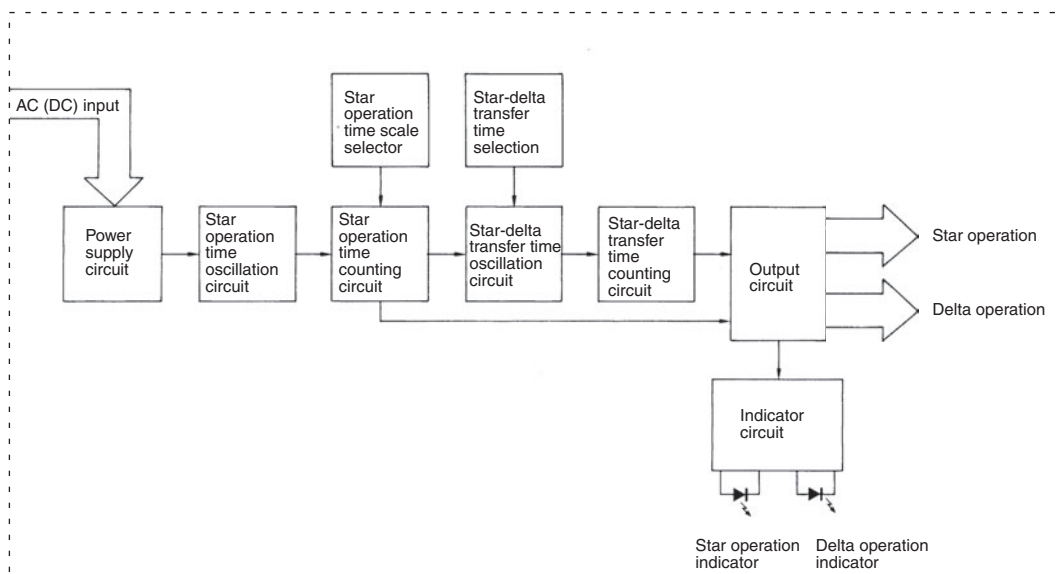 AC (DC) input
Star
operation
time scale
selector
Star-delta
transfer
time
selection
Power
supply
circuit
Star
operation
time
oscillation
circuit
Star
operation
time
counting
circuit
Star-delta
transfer time
oscillation
circuit
Star-delta
transfer
time
counting
circuit
Output
circuit
Star operation
Delta operation
Indicator
circuit
Star operation
indicator
Delta operation
indicator